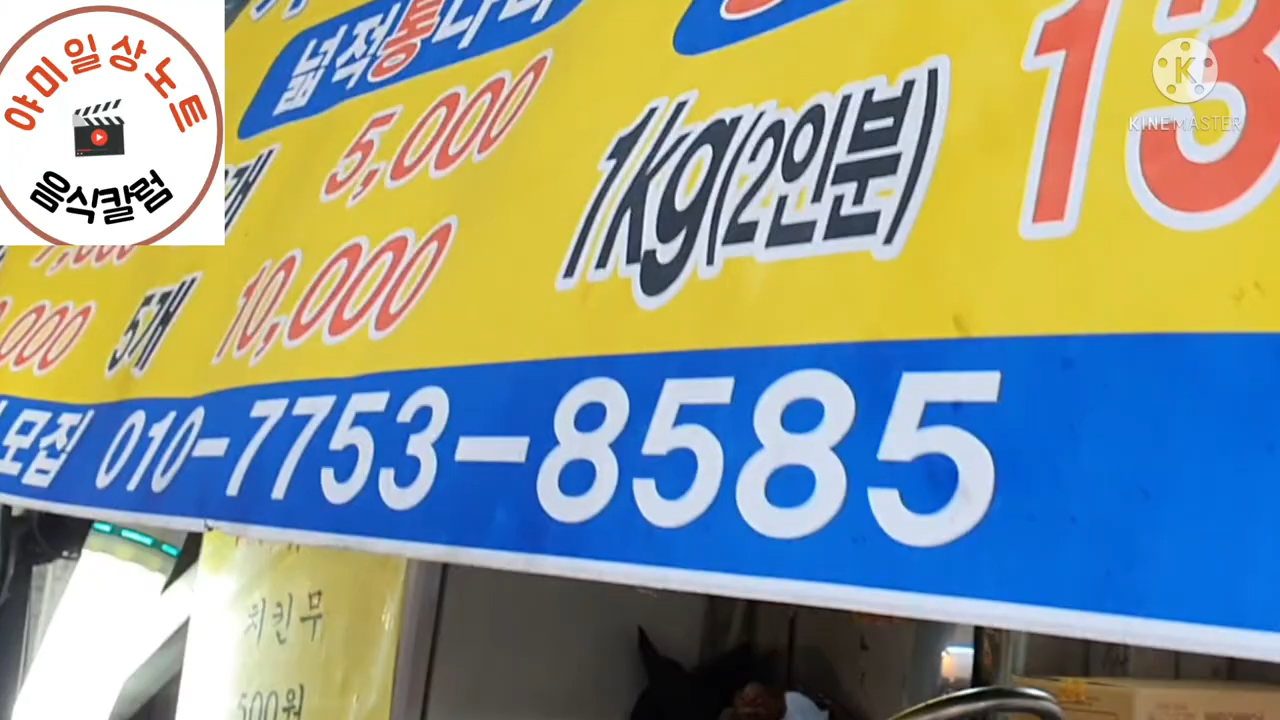 야미일상노트
음식칼럼
KINEMASTER
넓적통다리
5,000
1kg(2인분)
13
5개
10,000
모집 010-7753-8585
치킨무
500원